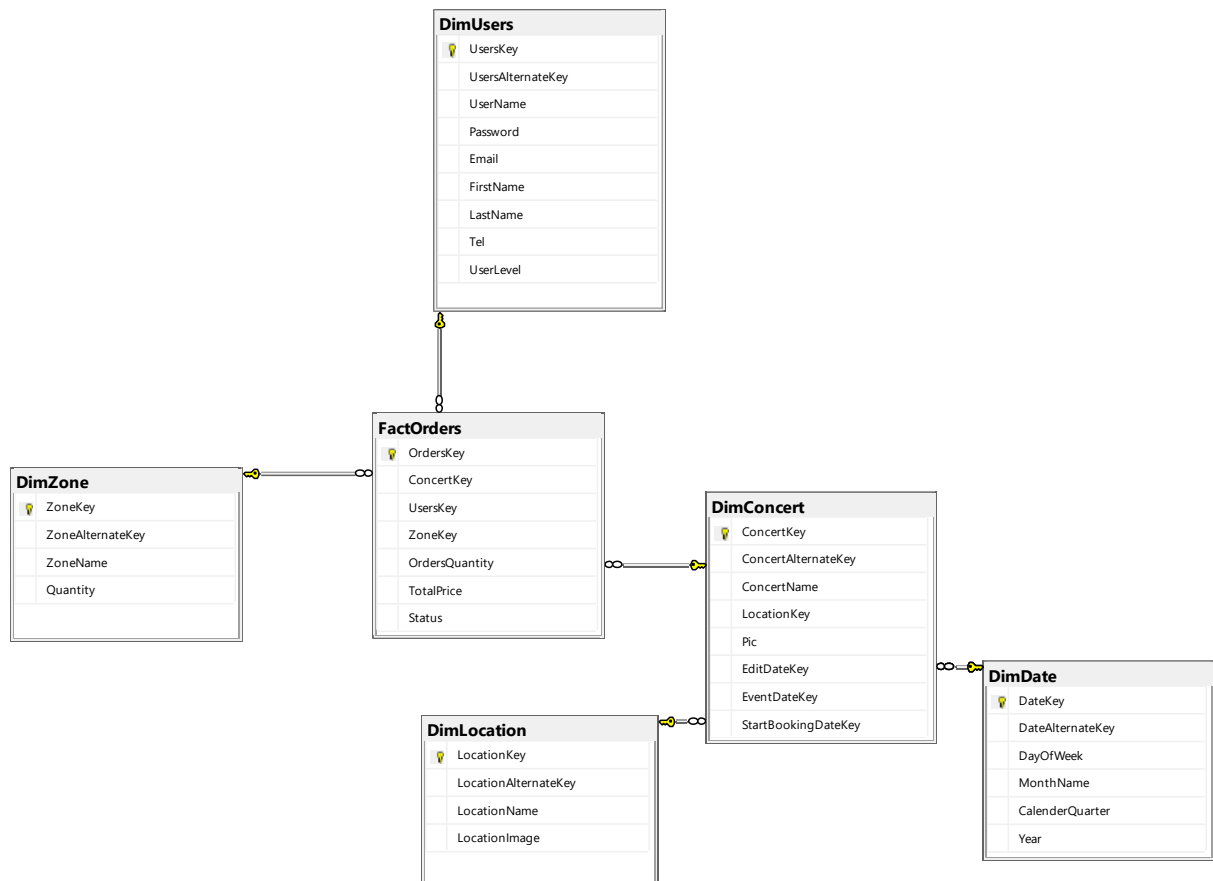 DimUsers
UsersKey
UsersAlternateKey
UserName
Password
Email
FirstName
LastName
Tel
UserLevel
FactOrders
OrdersKey
ConcertKey
UsersKey
ZoneKey
OrdersQuantity
TotalPrice
Status
DimZone
ZoneKey
ZoneAlternateKey
ZoneName
Quantity
DimConcert
ConcertKey
ConcertAlternateKey
ConcertName
LocationKey
Pic
EditDateKey
EventDateKey
StartBookingDateKey
DimDate
DateKey
DateAlternateKey
DayOfWeek
MonthName
CalenderQuarter
Year
DimLocation
LocationKey
LocationAlternateKey
LocationName
LocationImage